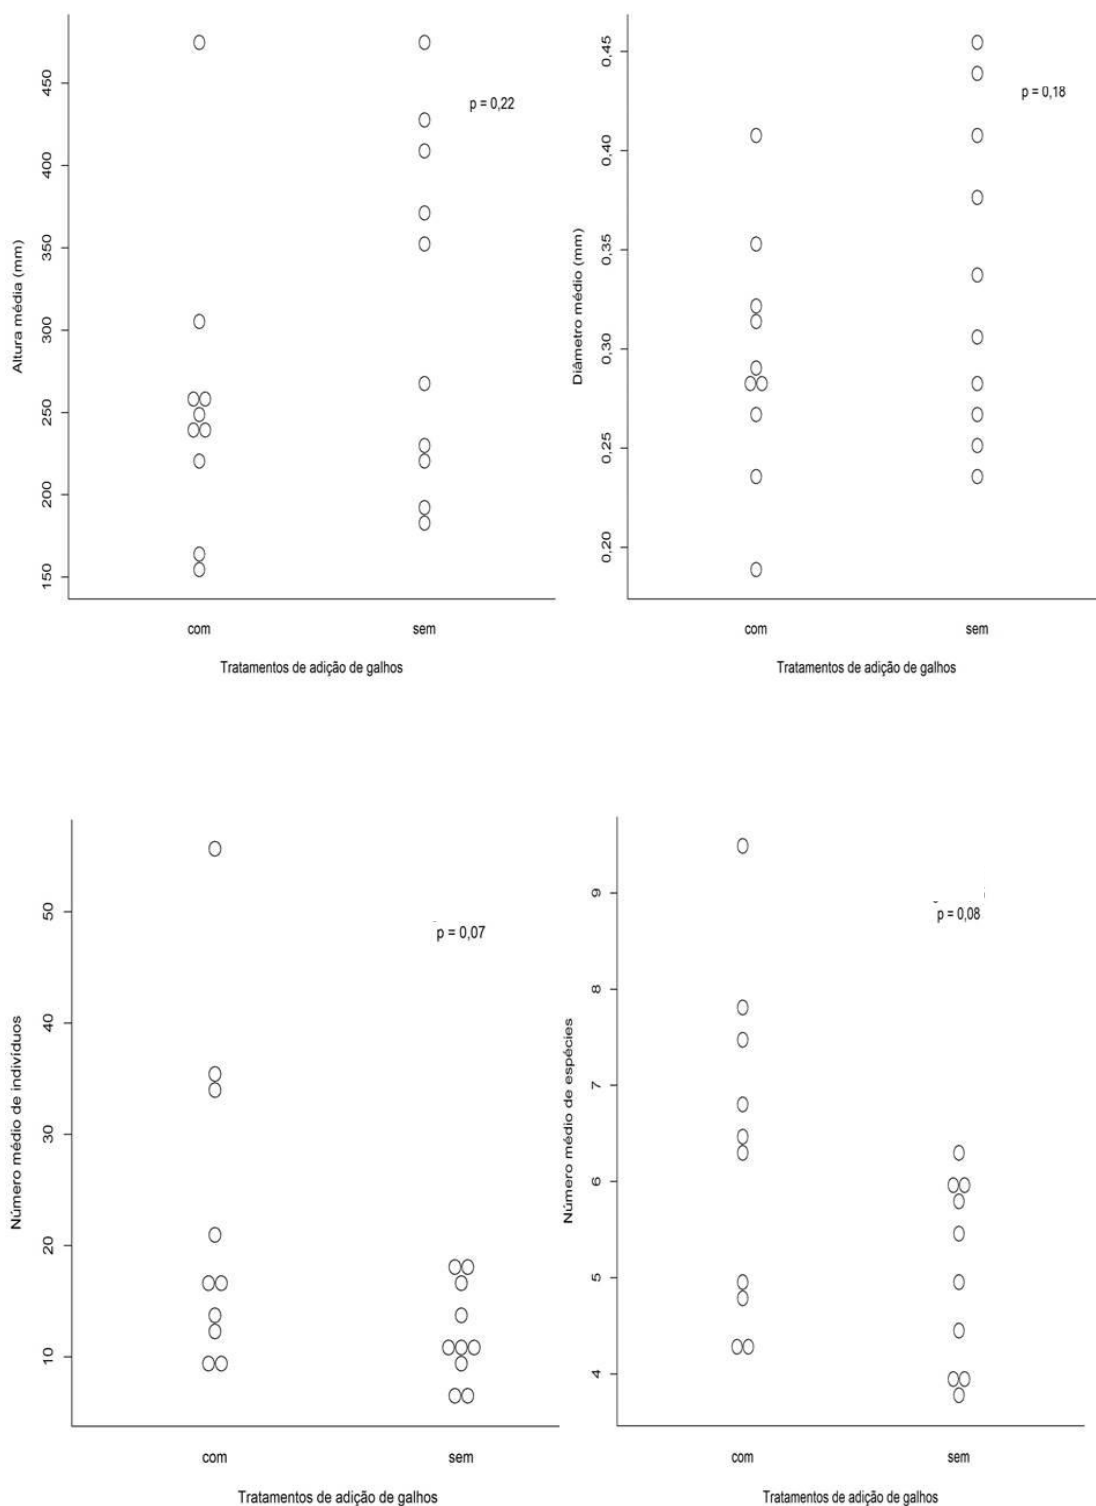 450
400
350
300
250
200
150
Altura média (mm)
p = 0,22
com
sem
Tratamentos de adição de galhos
0,45
0,40
0,35
0,30
0,25
0,20
Diâmetro médio (mm)
p = 0,18
com
sem
Tratamentos de adição de galhos
50
40
30
20
10
Número médio de indivíduos
p = 0,07
com
sem
Tratamentos de adição de galhos
9
8
7
6
5
4
Número médio de espécies
p = 0,08
com
sem
Tratamentos de adição de galhos